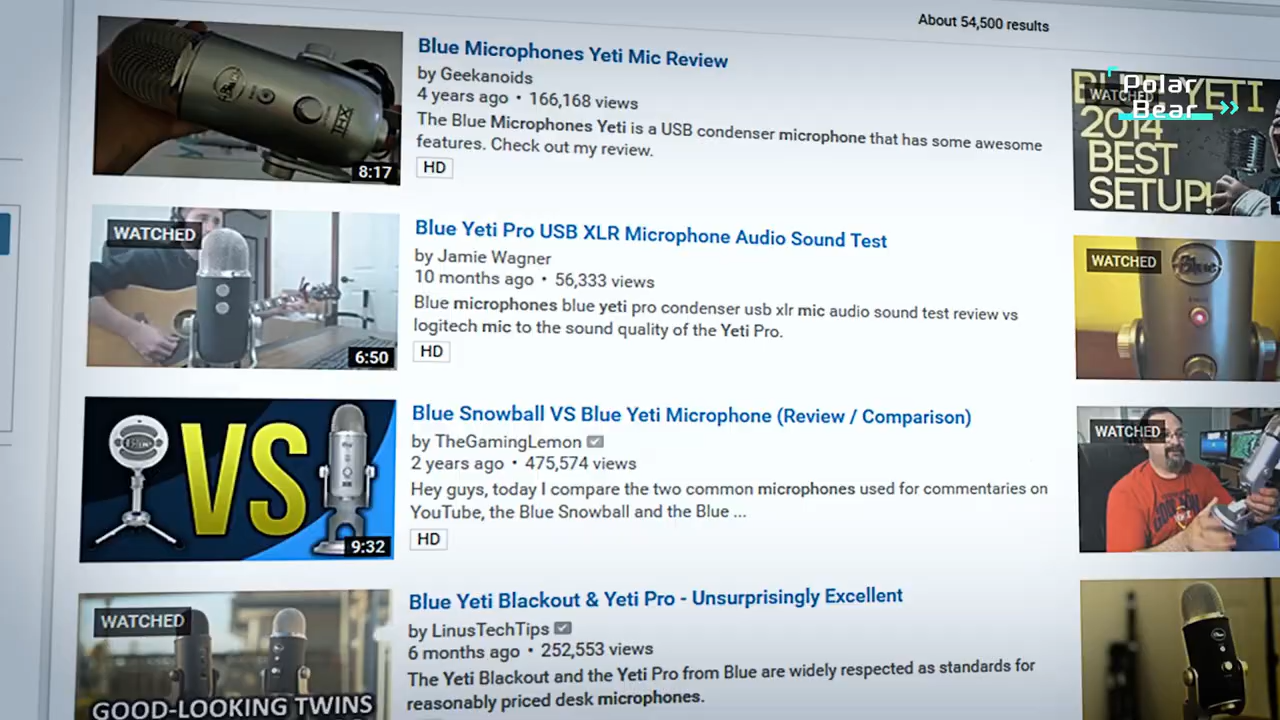 About 54,500 results
Blue Microphones Yeti Mic Review
by Geekanoids
4 years ago • 166,168 views
The Blue Microphones Yeti is a USB condenser microphone that has some awesome
features. Check out my review.
HD
8:17
WATCHED
Blue Yeti Pro USB XLR Microphone Audio Sound Test
by Jamie Wagner
10 months ago • 56,333 views
Blue microphones blue yeti pro condenser usb xlr mic audio sound test review vs
logitech mic to the sound quality of the Yeti Pro.
HD
6:50
VS
Blue Snowball VS Blue Yeti Microphone (Review / Comparison)
by TheGamingLemon
2 years ago • 475,574 views
Hey guys, today I compare the two common microphones used for commentaries on
YouTube, the Blue Snowball and the Blue ...
HD
9:32
WATCHED
GOOD-LOOKING TWINS
Blue Yeti Blackout & Yeti Pro - Unsurprisingly Excellent
by LinusTechTips
6 months ago • 252,553 views
The Yeti Blackout and the Yeti Pro from Blue are widely respected as standards for
reasonably priced desk microphones.
BLUE YETI
WATCHED
Polar
Bear
2014
BEST
SETUP!
WATCHED
Blue
WATCHED